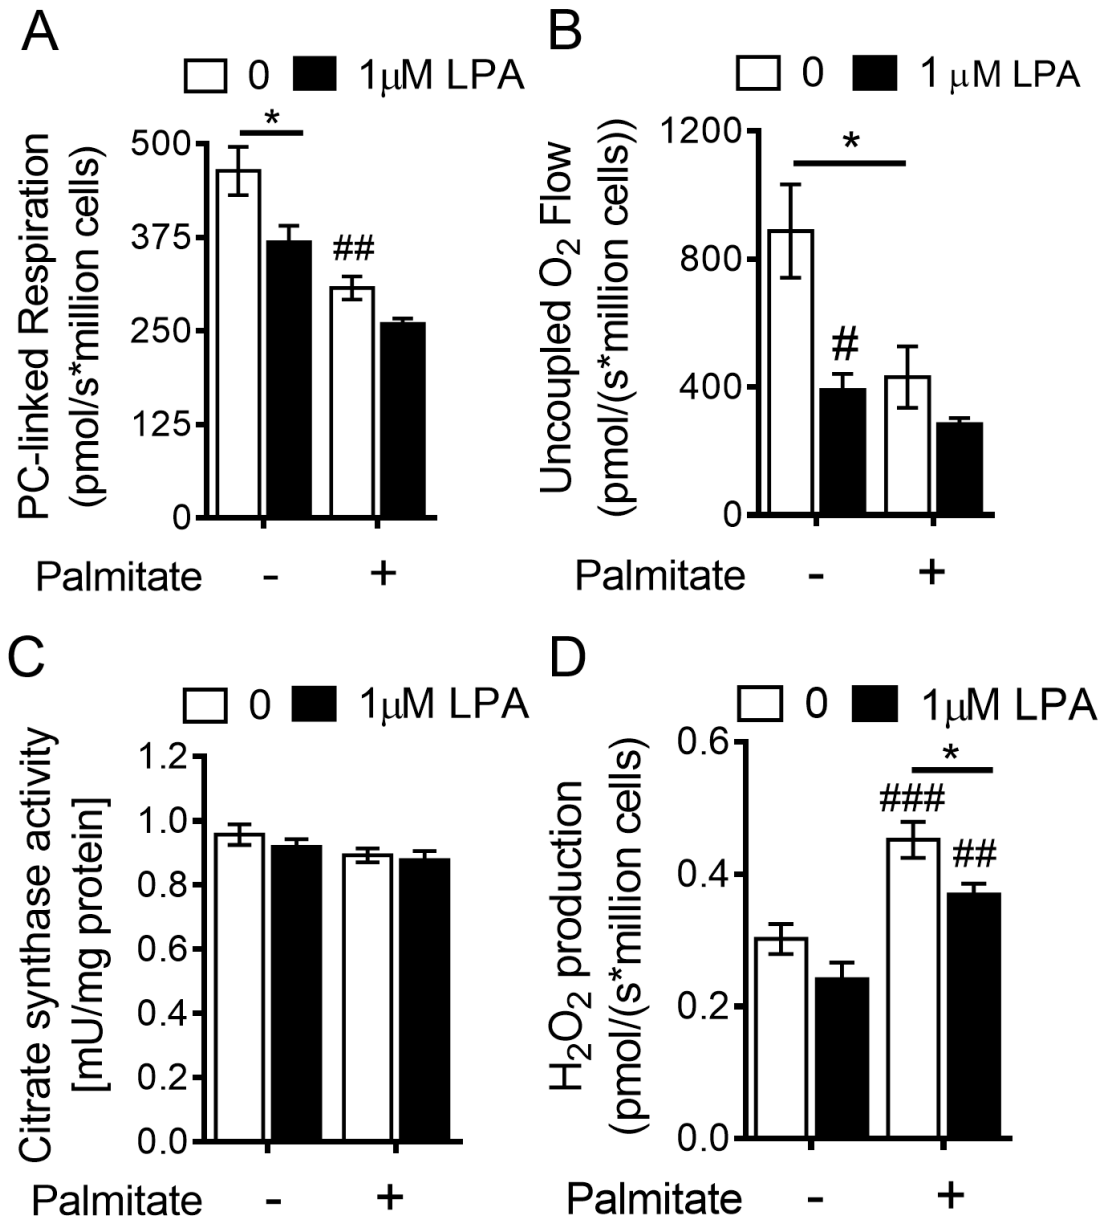 A
0 1μM LPA
PC-linked Respiration
(pmol/s*million cells)
500
375
250
125
0
*
##
Palmitate - +
B
0 1 μM LPA
Uncoupled O2 Flow
(pmol/(s*million cells))
1200
800
400
0
*
#
Palmitate - +
C
0 1μM LPA
Citrate synthase activity
[mU/mg protein]
1.2
1.0
0.8
0.6
0.4
0.2
0.0
Palmitate - +
D
0 1μM LPA
H2O2 production
(pmol/(s*million cells)
0.6
0.4
0.2
0.0
*
###
##
Palmitate - +